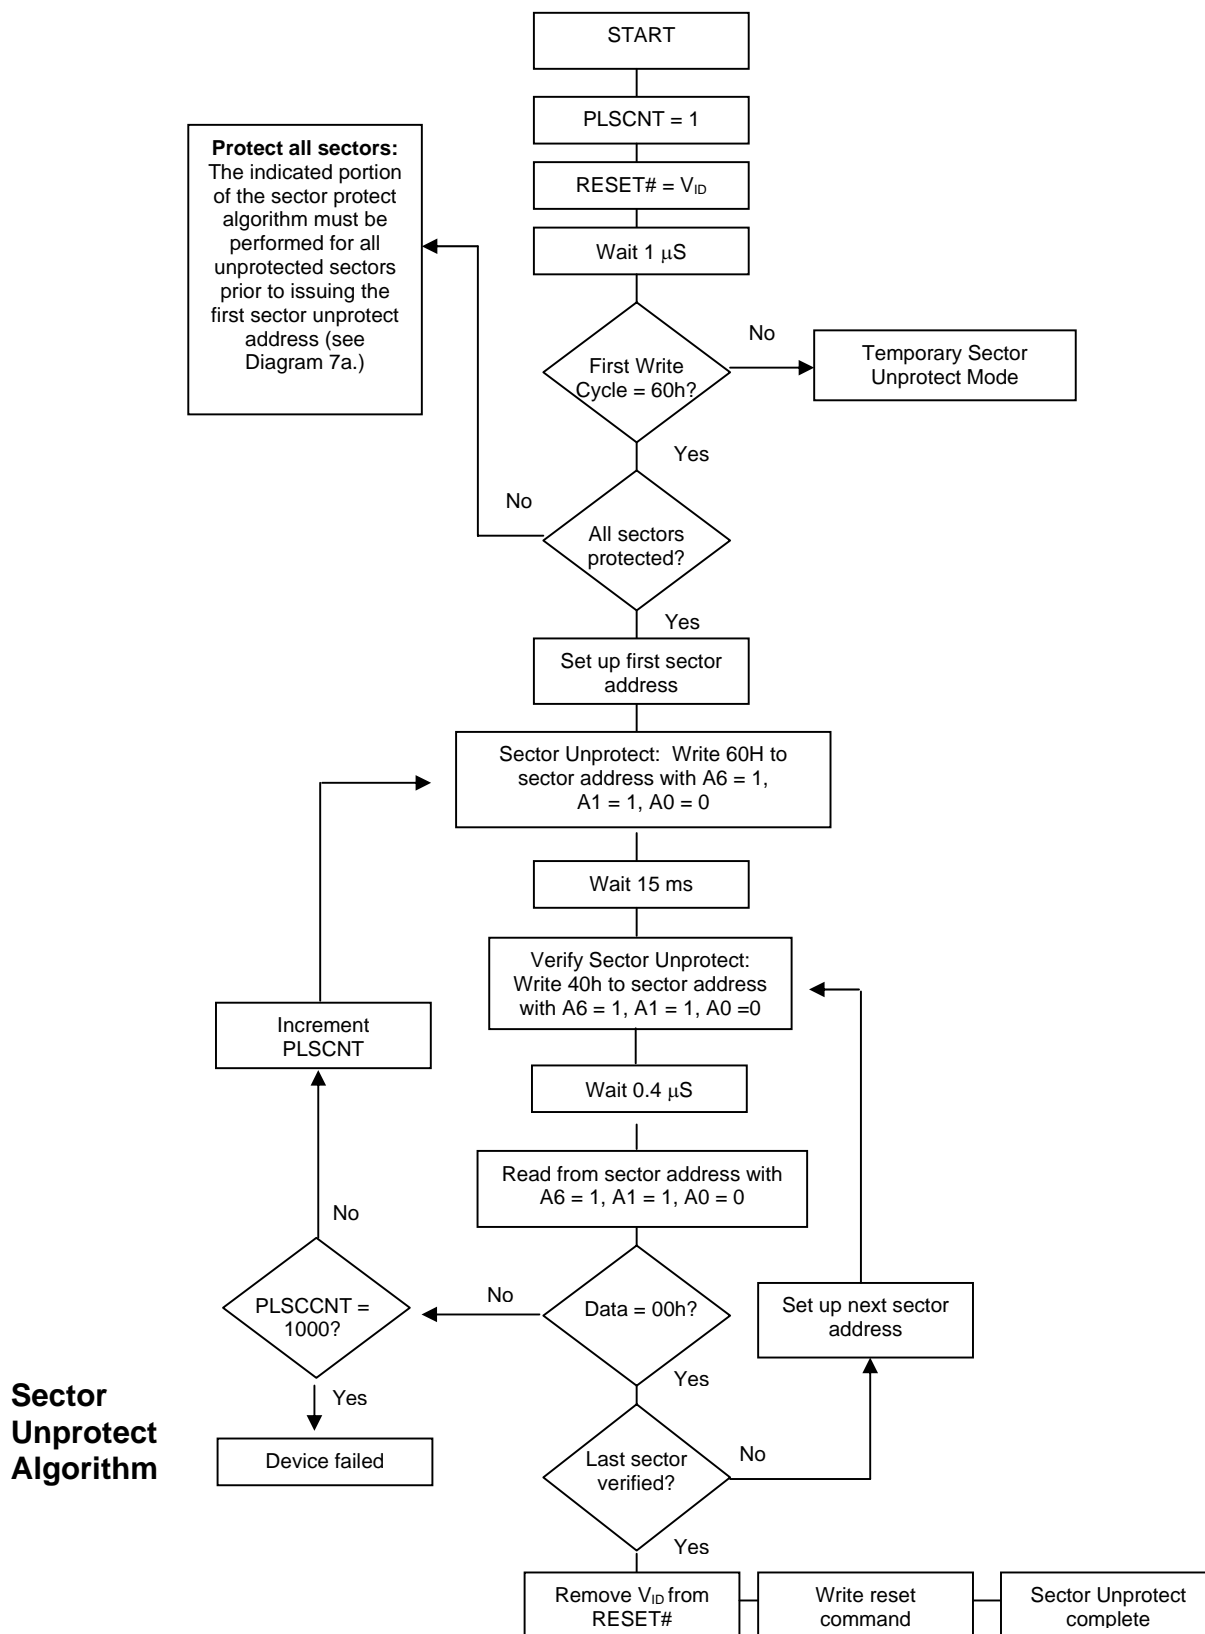 START
PLSCNT = 1
Protect all sectors:
The indicated portion
of the sector protect
algorithm must be
performed for all
unprotected sectors
prior to issuing the
first sector unprotect
address (see
Diagram 7a.)
RESET# = VID
Wait 1 μS
First Write
Cycle = 60h?
No
Temporary Sector
Unprotect Mode
Yes
No
All sectors
protected?
Yes
Set up first sector
address
Sector Unprotect: Write 60H to
sector address with A6 = 1,
A1 = 1, A0 = 0
Wait 15 ms
Verify Sector Unprotect:
Write 40h to sector address
with A6 = 1, A1 = 1, A0 =0
Increment
PLSCNT
Wait 0.4 μS
Read from sector address with
A6 = 1, A1 = 1, A0 = 0
No
PLSCCNT =
1000?
No
Data = 00h?
Set up next sector
address
Yes
Yes
Sector
Unprotect
Algorithm
Device failed
Last sector
verified?
No
Yes
Remove VID from
RESET#
Write reset
command
Sector Unprotect
complete